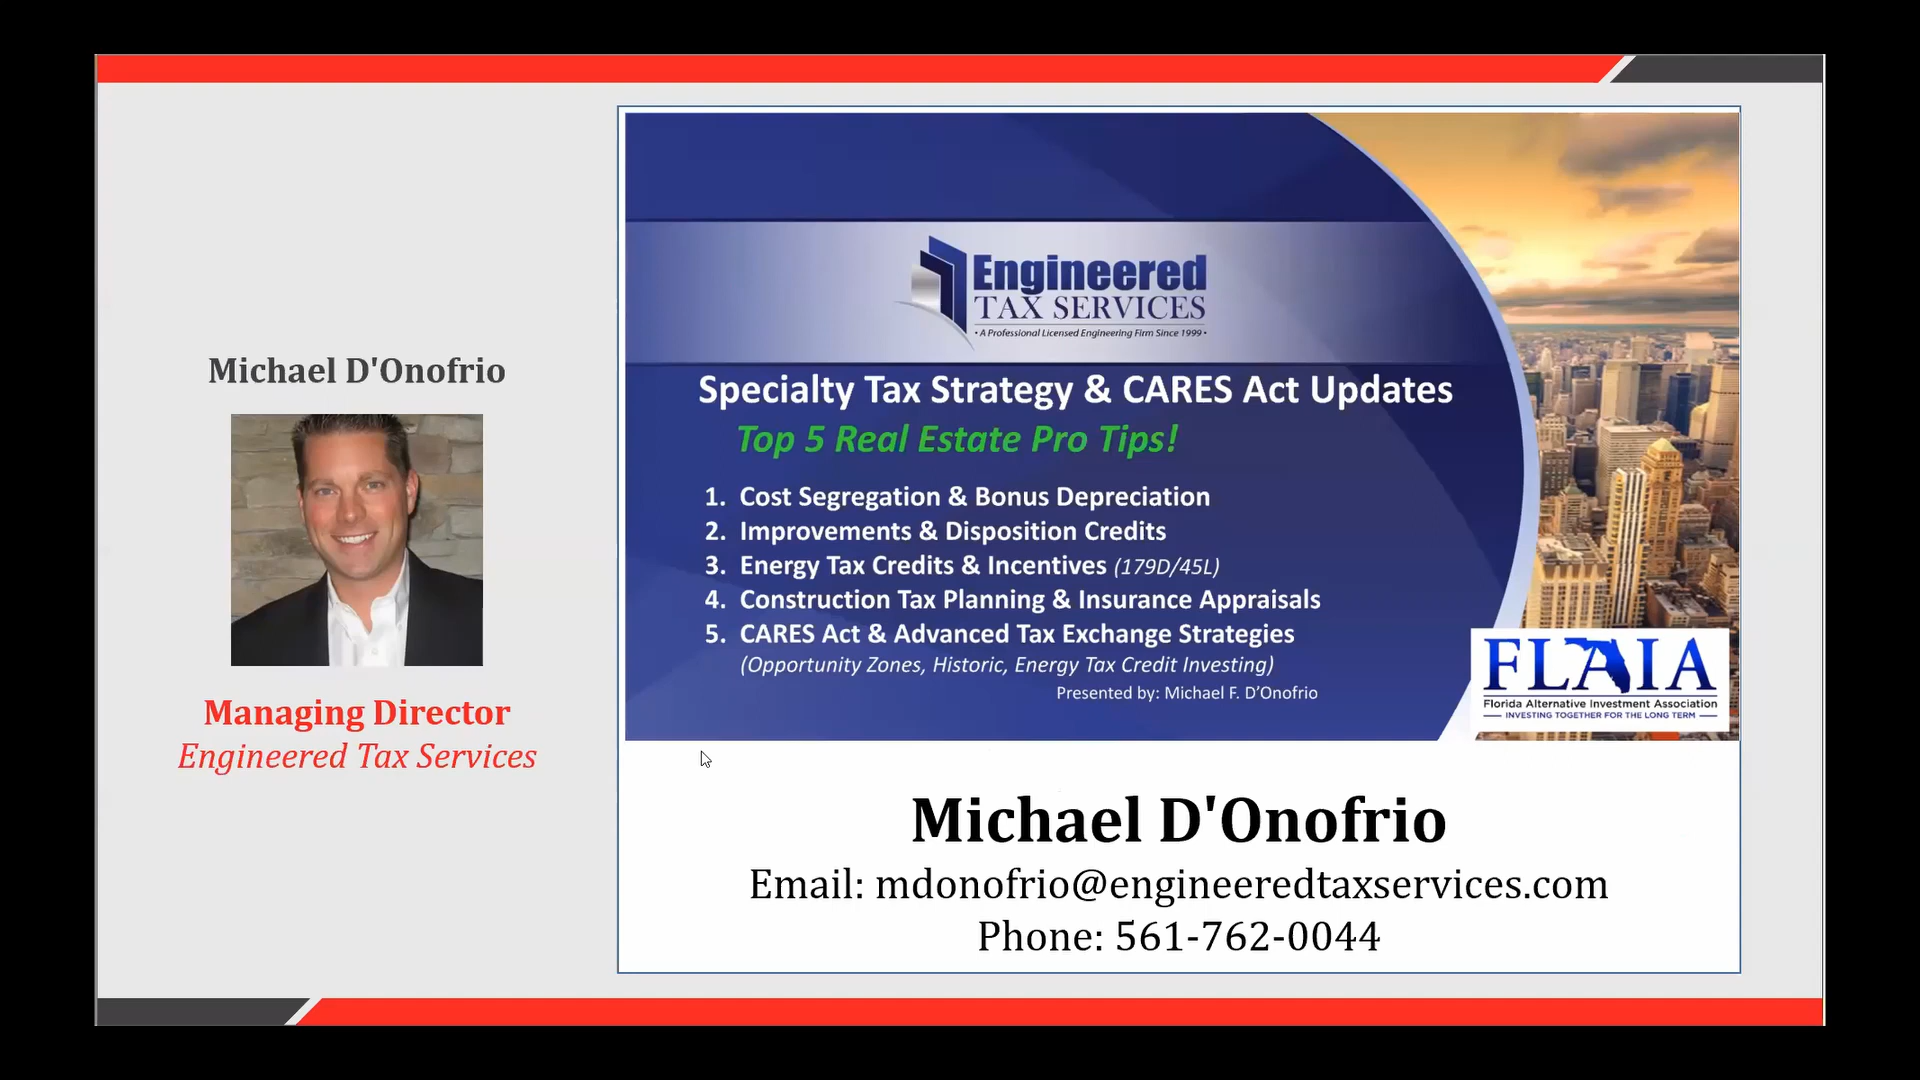 Michael D'Onofrio
Managing Director
Engineered Tax Services
Engineered
TAX SERVICES
• A Professional Licensed Engineering Firm Since 1999 •
Specialty Tax Strategy & CARES Act Updates
Top 5 Real Estate Pro Tips!
1. Cost Segregation & Bonus Depreciation
2. Improvements & Disposition Credits
3. Energy Tax Credits & Incentives (179D/45L)
4. Construction Tax Planning & Insurance Appraisals
5. CARES Act & Advanced Tax Exchange Strategies
(Opportunity Zones, Historic, Energy Tax Credit Investing)
Presented by: Michael F. D’Onofrio
FLAIA
Florida Alternative Investment Association
INVESTING TOGETHER FOR THE LONG TERM
Michael D'Onofrio
Email: mdonofrio@engineeredtaxservices.com
Phone: 561-762-0044